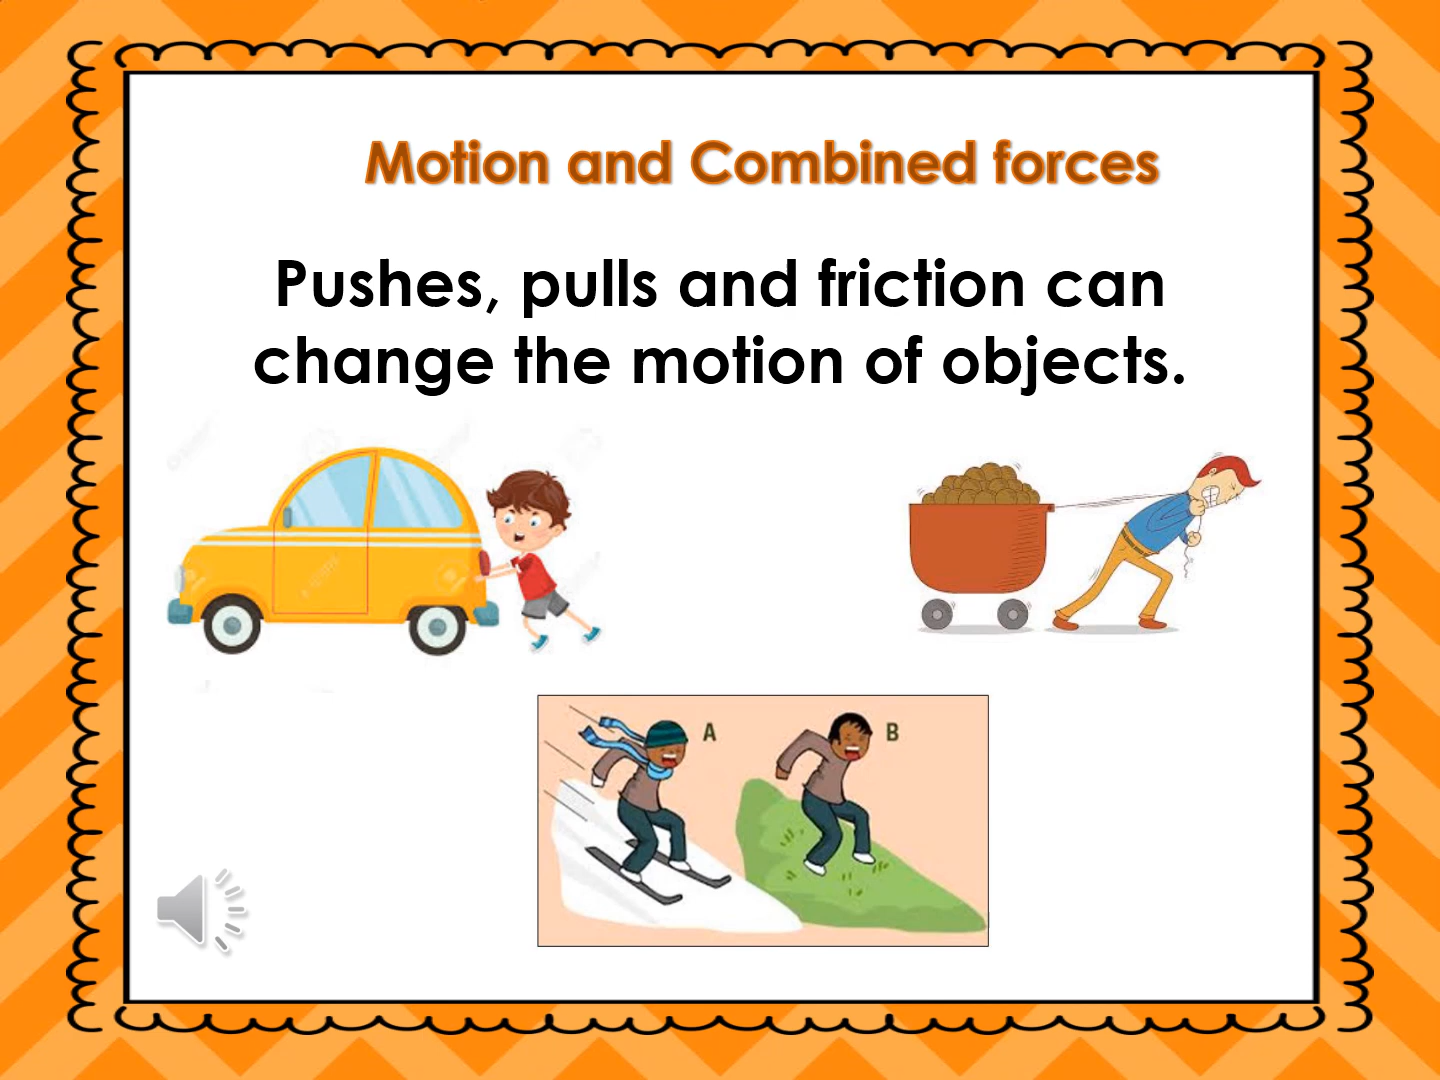 Motion and Combined forces
Pushes, pulls and friction can
change the motion of objects.
A
B